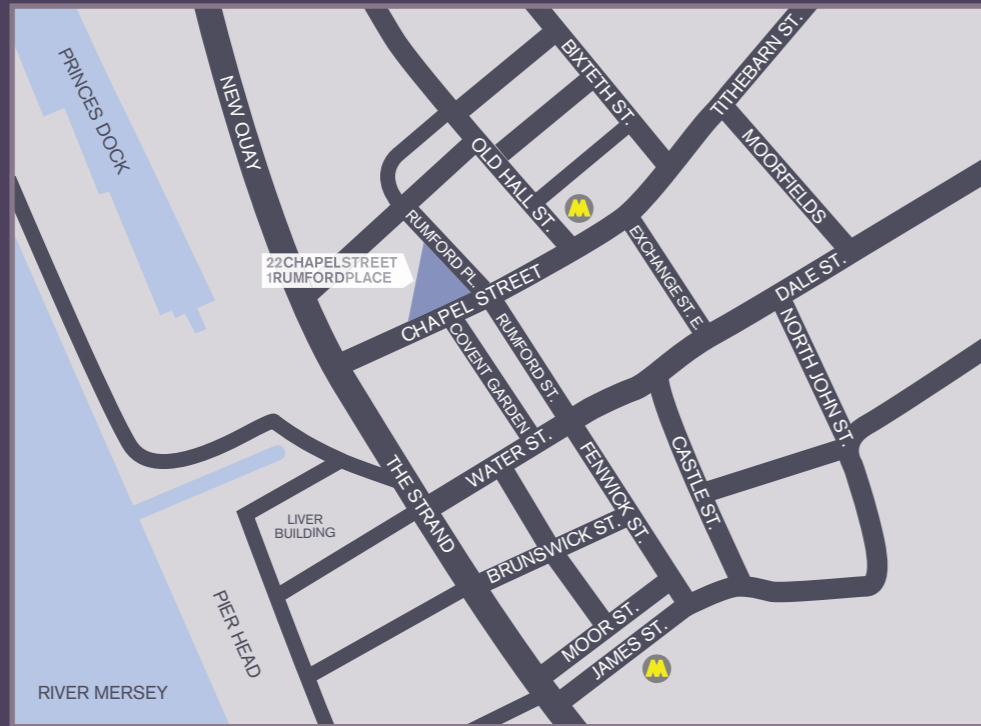 PRINCES DOCK
NEW QUAY
BIXTETH ST.
TITHEBARN ST.
MOORFIELDS
OLD HALL ST.
RUMFORD PL.
EXCHANGE ST. E
22CHAPELSTREET
1RUMFORDPLACE
CHAPEL STREET
DALE ST.
COVENT GARDEN
RUMFORD ST.
NORTH JOHN ST.
WATER ST.
FENWICK ST.
CASTLE ST.
THE STRAND
LIVER
BUILDING
BRUNSWICK ST.
PIER HEAD
MOOR ST.
JAMES ST.
RIVER MERSEY